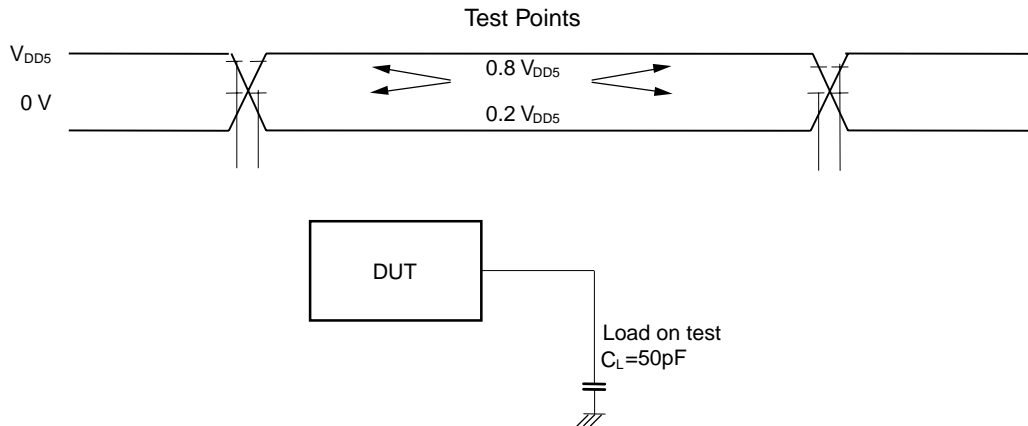 Test Points
VDD5
0.8 VDD5
0 V
0.2 VDD5
DUT
Load on test
CL=50pF